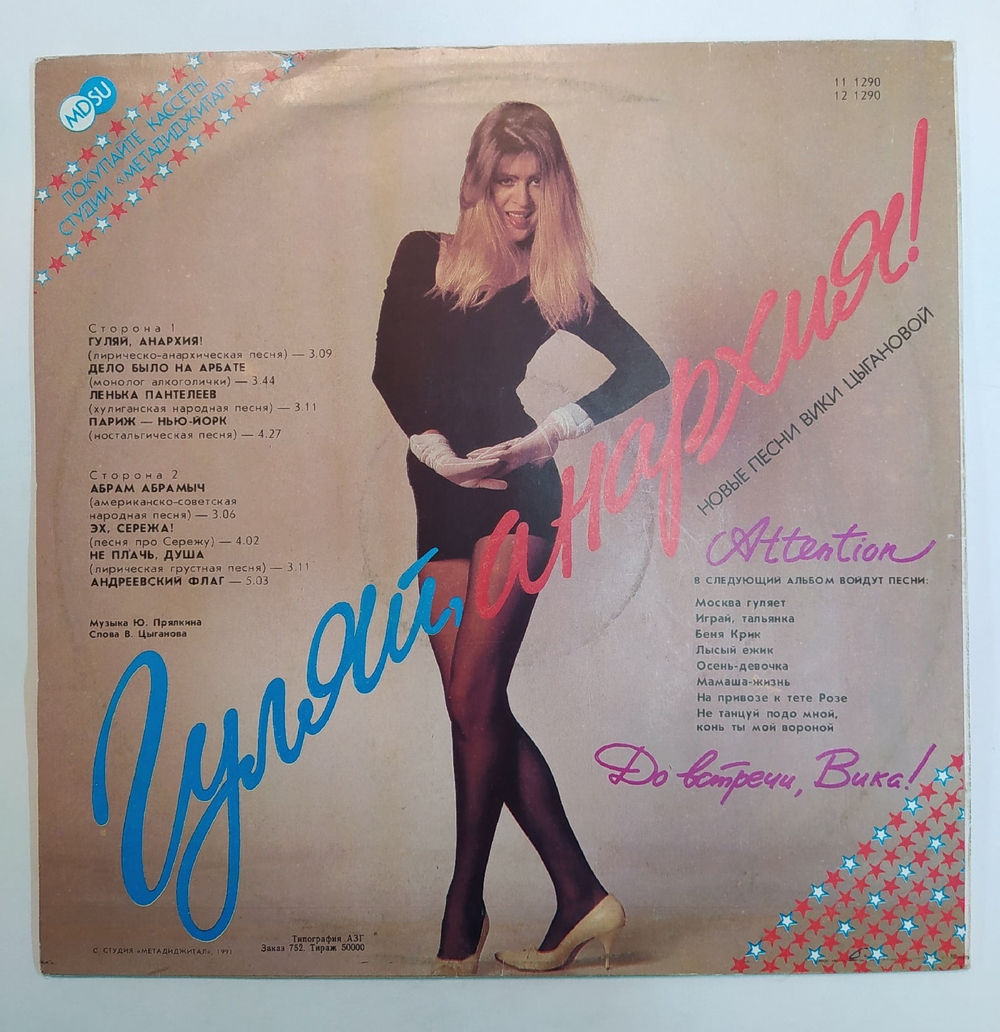 MDSU
ПОКУПАЙТЕ КАССЕТЫ
СТУДИИ «МЕТАДИДЖИТАЛ»
11 1290
12 1290
Гуляй, анархия!
НОВЫЕ ПЕСНИ ВИКИ ЦЫГАНОВОЙ
Сторона 1
ГУЛЯЙ, АНАРХИЯ!
(лирическо-анархическая песня) — 3.09
ДЕЛО БЫЛО НА АРБАТЕ
(монолог алкоголички) — 3.44
ЛЕНЬКА ПАНТЕЛЕЕВ
(хулиганская народная песня) — 3.11
ПАРИЖ — НЬЮ-ЙОРК
(ностальгическая песня) — 4.27
Сторона 2
АБРАМ АБРАМЫЧ
(американско-советская
народная песня) — 3.06
ЭХ, СЕРЕЖА!
(песня про Сережу) — 4.02
НЕ ПЛАЧЬ, ДУША
(лирическая грустная песня) — 3.11
АНДРЕЕВСКИЙ ФЛАГ — 5.03
Музыка Ю. Прялкина
Слова В. Цыганова
Attention
В СЛЕДУЮЩИЙ АЛЬБОМ ВОЙДУТ ПЕСНИ:
Москва гуляет
Играй, тальянка
Беня Крик
Лысый ежик
Осень-девочка
Мамаша-жизнь
На привозе к тете Розе
Не танцуй подо мной,
конь ты мой вороной
До встречи, Вика!
Типография АЗГ
Заказ 752. Тираж 50000
С СТУДИЯ «МЕТАДИДЖИТАЛ», 1991